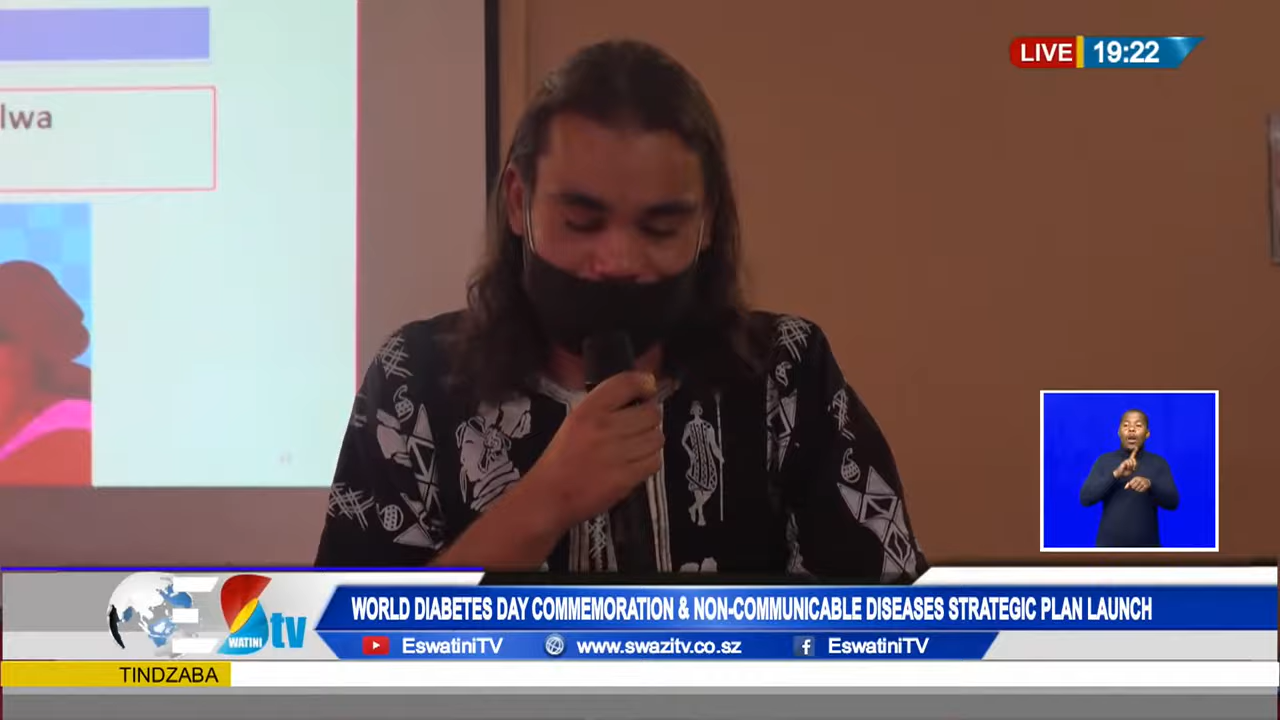 LIVE 19:22
lwa
WORLD DIABETES DAY COMMEMORATION & NON-COMMUNICABLE DISEASES STRATEGIC PLAN LAUNCH
E WATINI tv
EswatiniTV www.swazitv.co.sz EswatiniTV
TINDZABA